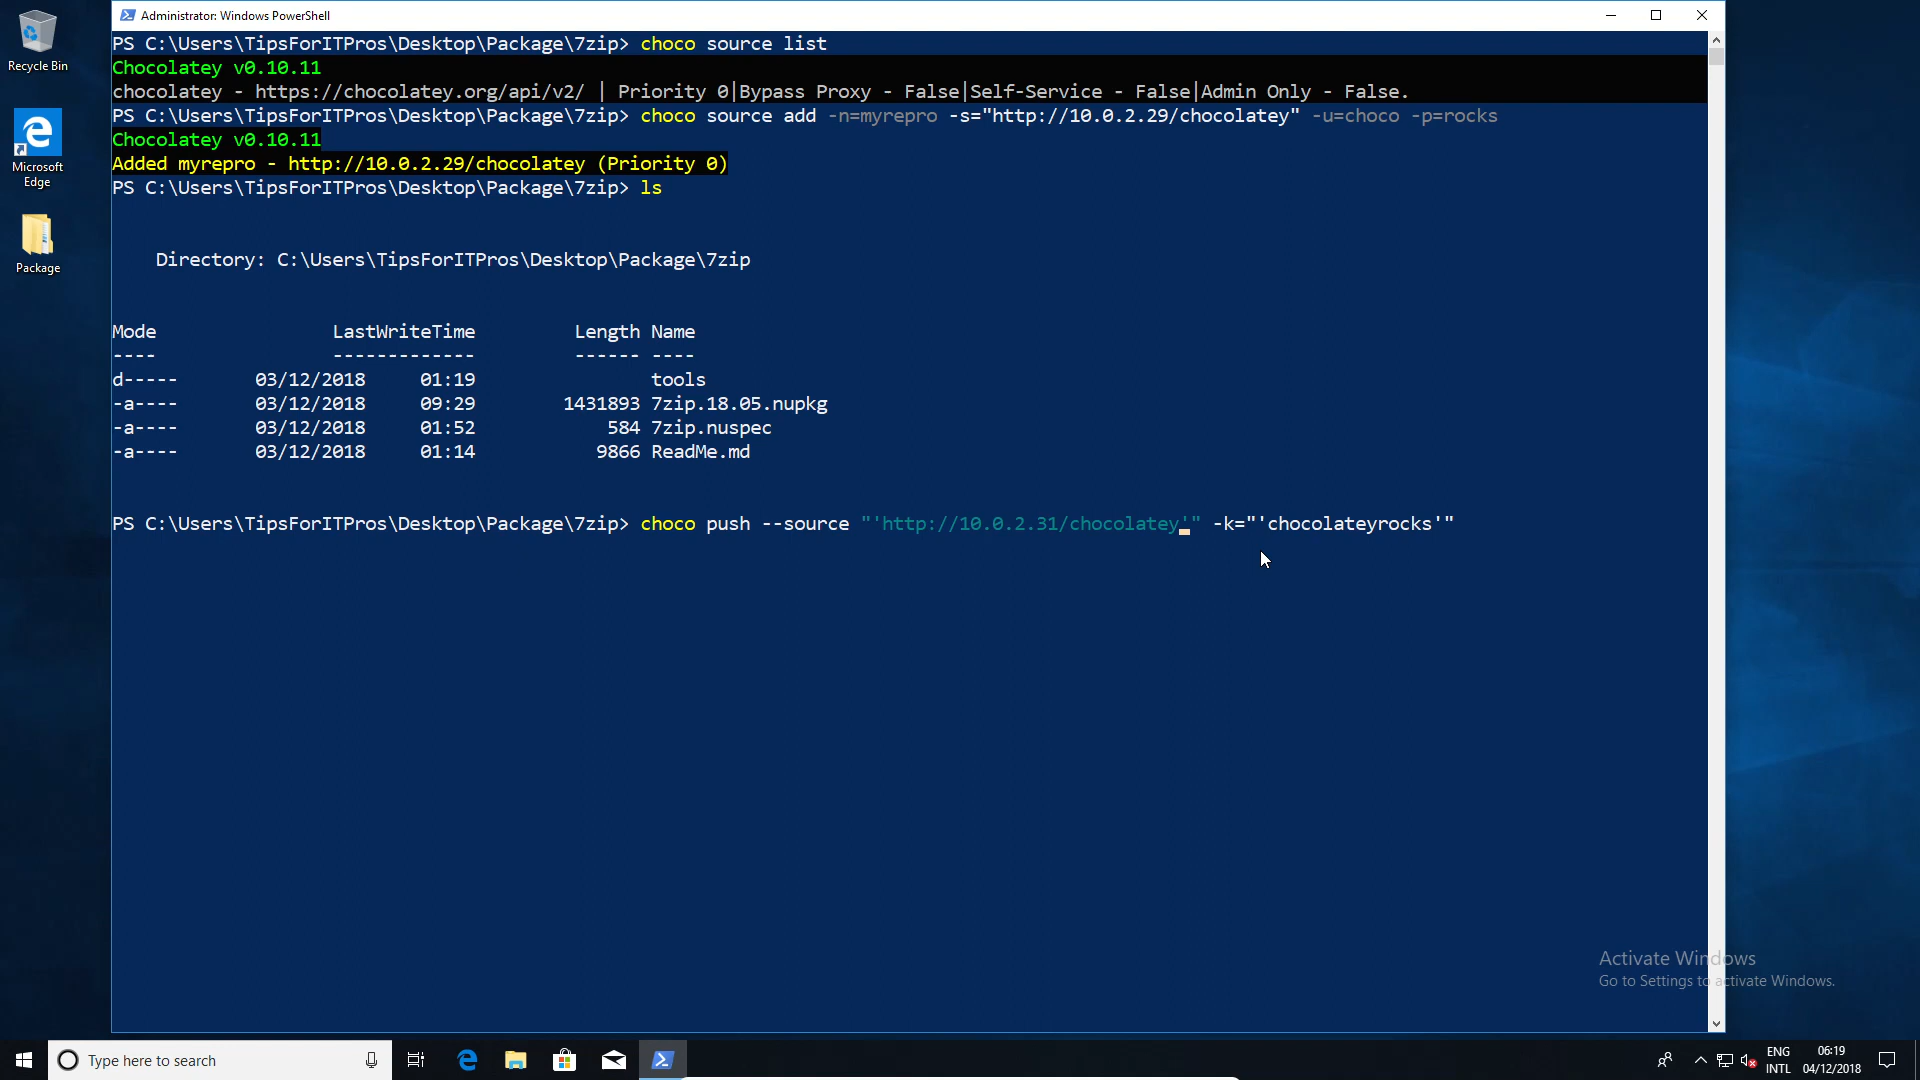 Administrator: Windows PowerShell
Recycle Bin
Microsoft
Edge
Package
PS C:\Users\TipsForITPros\Desktop\Package\7zip> choco source list
Chocolatey v0.10.11
chocolatey - https://chocolatey.org/api/v2/ | Priority 0|Bypass Proxy - False|Self-Service - False|Admin Only - False.
PS C:\Users\TipsForITPros\Desktop\Package\7zip> choco source add -n=myrepro -s="http://10.0.2.29/chocolatey" -u=choco -p=rocks
Chocolatey v0.10.11
Added myrepro - http://10.0.2.29/chocolatey (Priority 0)
PS C:\Users\TipsForITPros\Desktop\Package\7zip> ls
Directory: C:\Users\TipsForITPros\Desktop\Package\7zip
Mode LastWriteTime Length Name
---- ------------- ------ ----
d----- 03/12/2018 01:19 tools
-a---- 03/12/2018 09:29 1431893 7zip.18.05.nupkg
-a---- 03/12/2018 01:52 584 7zip.nuspec
-a---- 03/12/2018 01:14 9866 ReadMe.md
PS C:\Users\TipsForITPros\Desktop\Package\7zip> choco push --source "'http://10.0.2.31/chocolatey'" -k="'chocolateyrocks'"
Activate Windows
Go to Settings to activate Windows.
Type here to search
ENG
INTL
06:19
04/12/2018